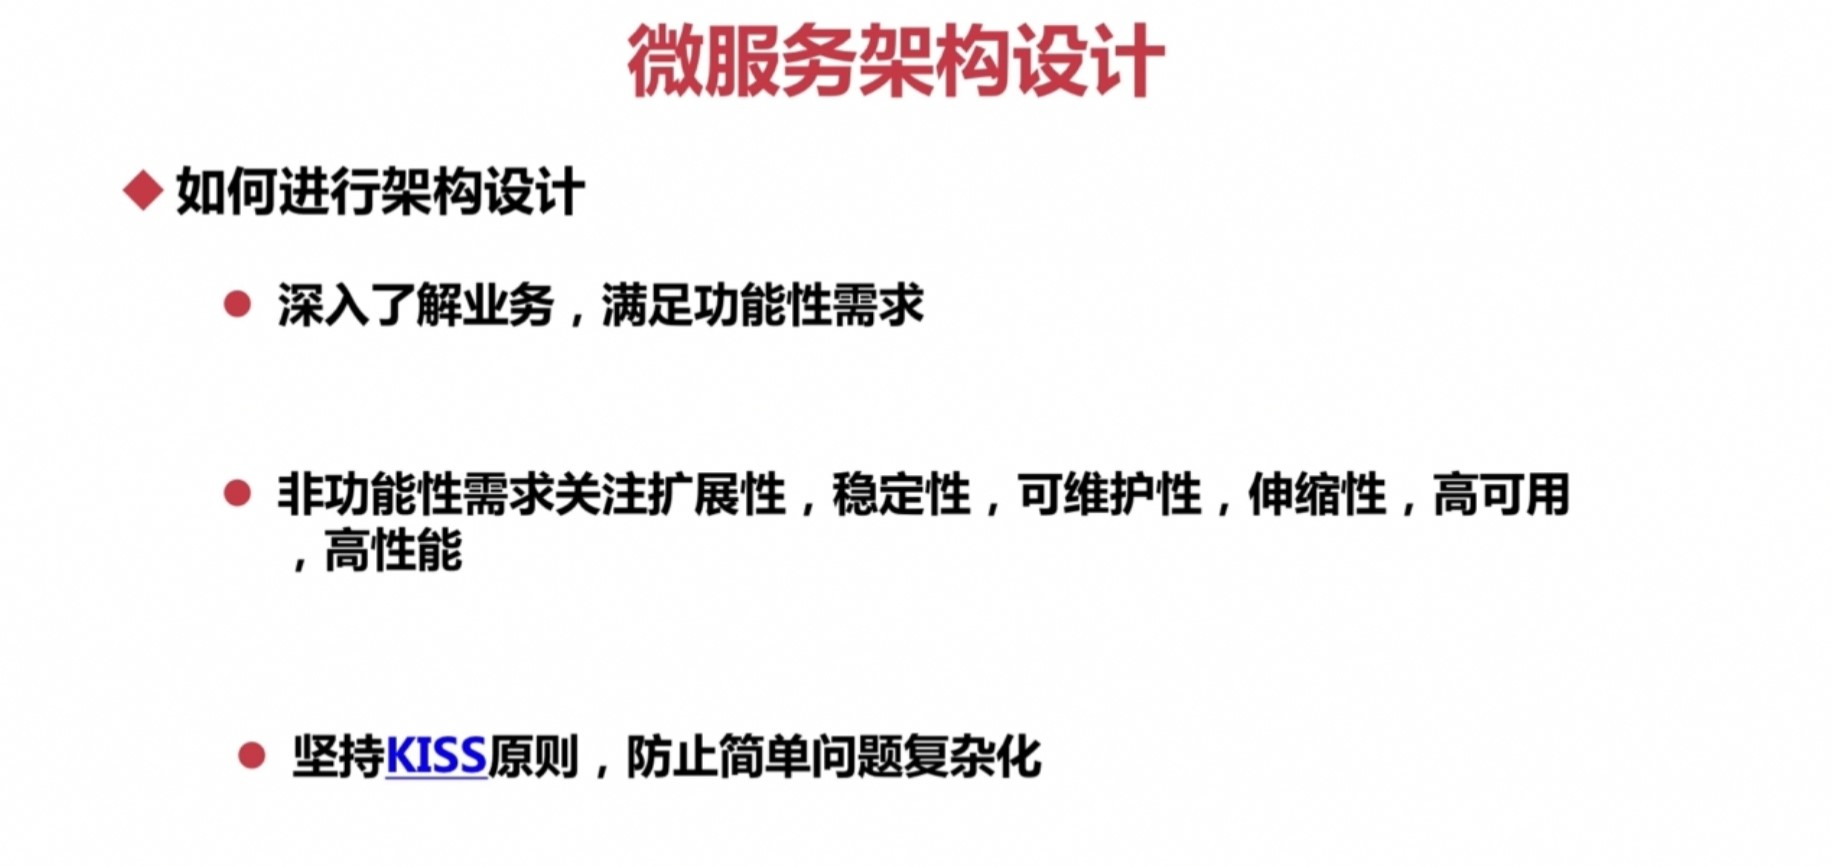 微服务架构设计
如何进行架构设计
深入了解业务，满足功能性需求
非功能性需求关注扩展性，稳定性，可维护性，伸缩性，高可用
，高性能
坚持KISS原则，防止简单问题复杂化